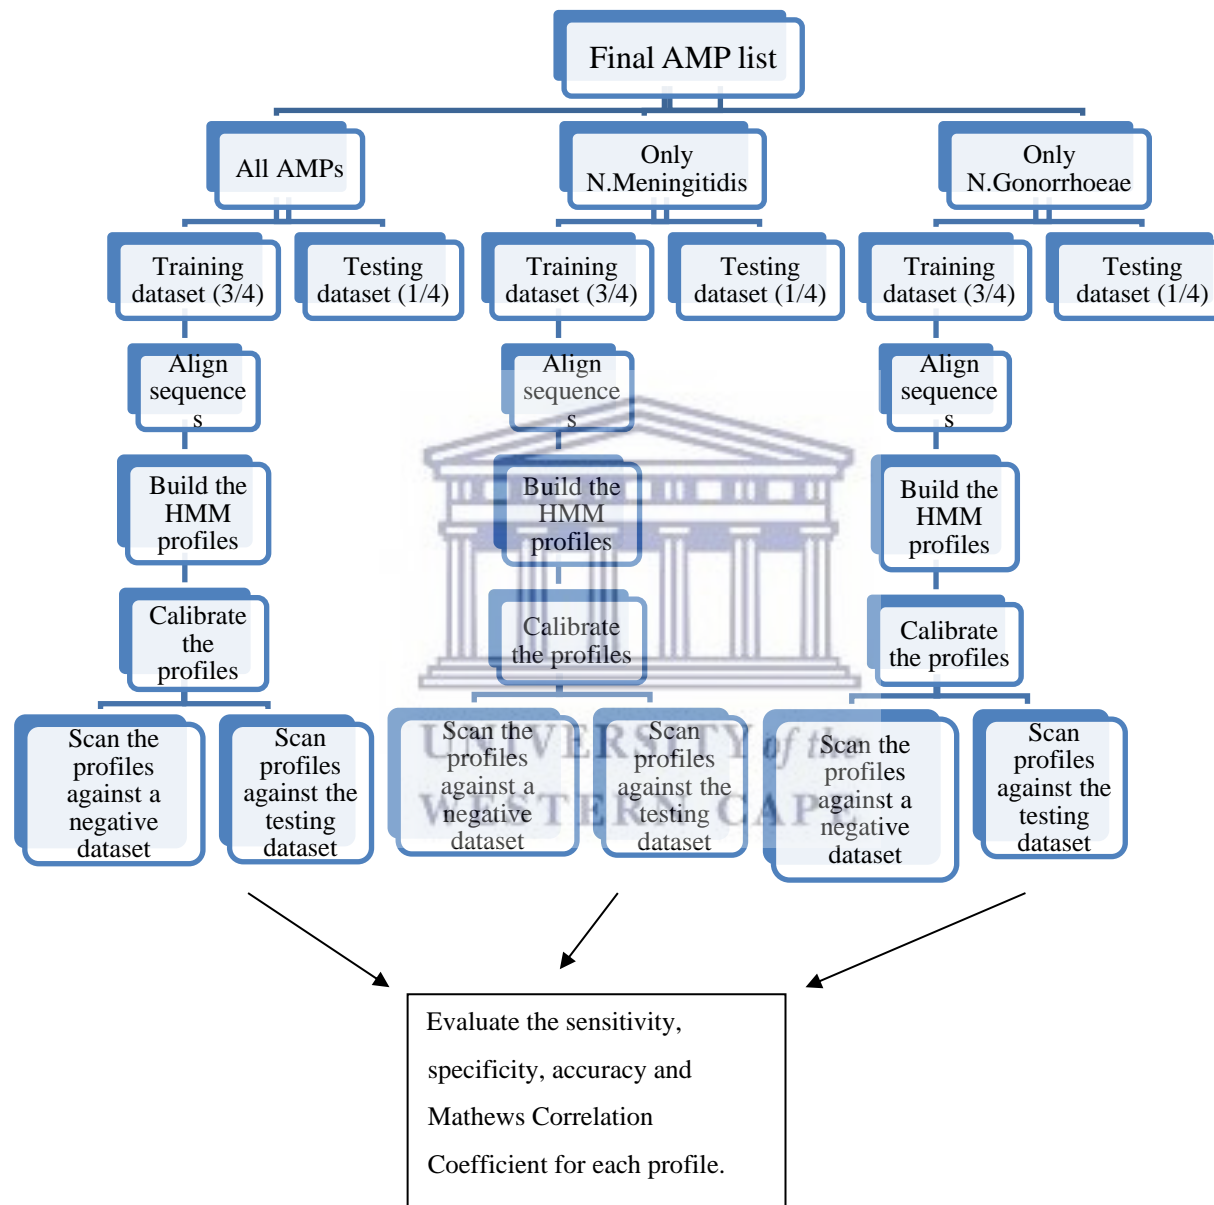 Final AMP list
All AMPs
Only
N.Meningitidis
Only
N.Gonorrhoeae
Training
dataset (3/4)
Testing
dataset (1/4)
Training
dataset (3/4)
Testing
dataset (1/4)
Training
dataset (3/4)
Testing
dataset (1/4)
Align
sequence
s
Align
sequence
s
Align
sequence
s
Build the
HMM
profiles
Build the
HMM
profiles
Build the
HMM
profiles
Calibrate
the
profiles
Calibrate
the profiles
Calibrate
the profiles
Scan the
profiles
against a
negative
dataset
Scan
profiles
against the
testing
dataset
Scan the
profiles
against a
negative
dataset
Scan
profiles
against the
testing
dataset
Scan the
profiles
against a
negative
dataset
Scan
profiles
against the
testing
dataset
UNIVERSITY of the
WESTERN CAPE
Evaluate the sensitivity,
specificity, accuracy and
Mathews Correlation
Coefficient for each profile.